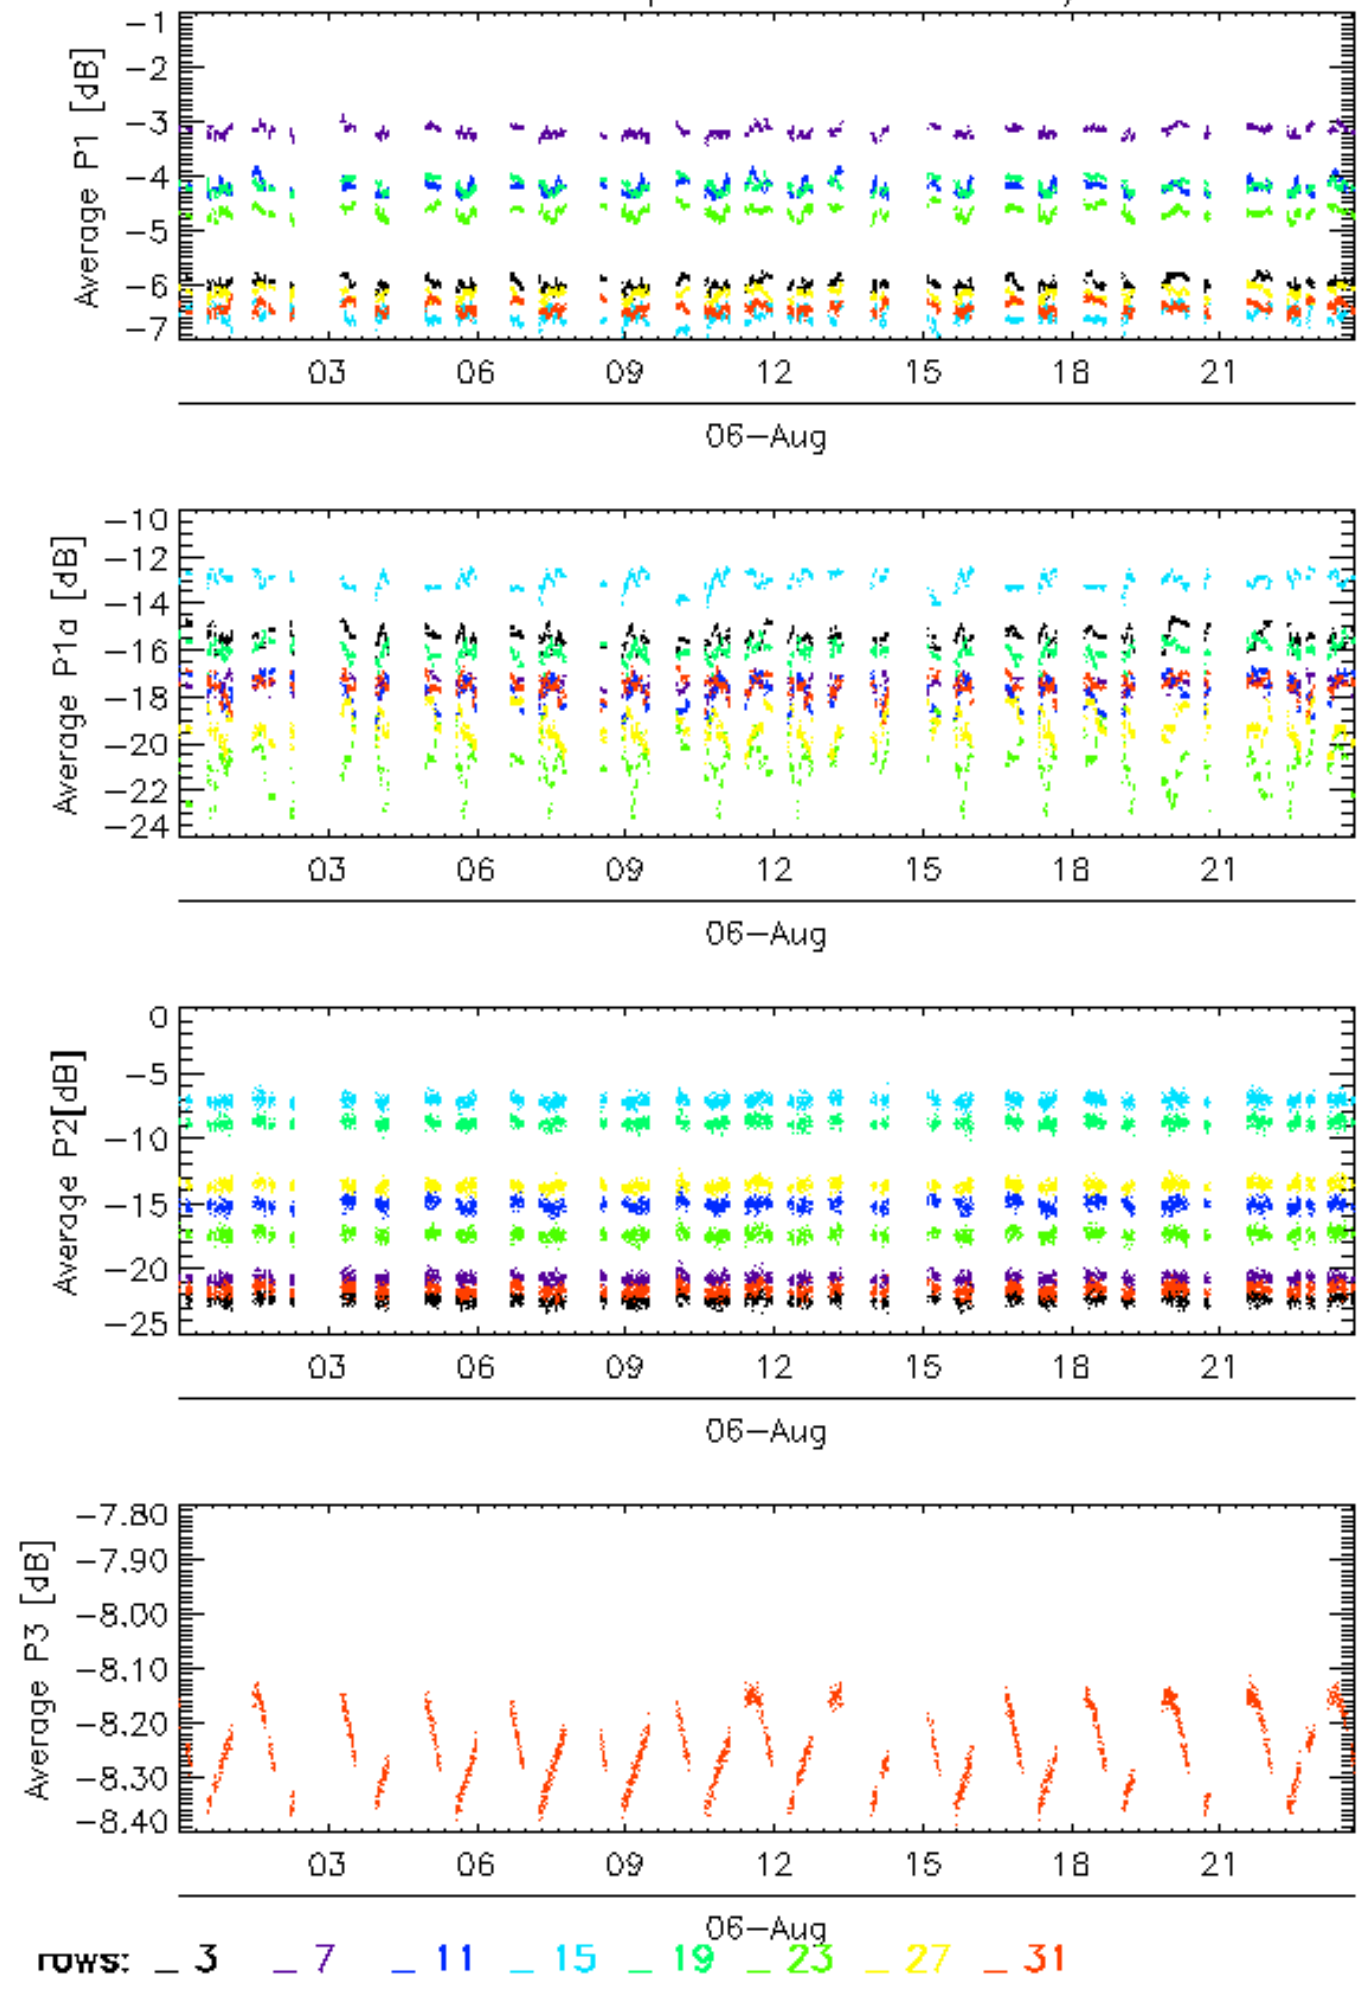 Average P1 [dB]
-1
-2
-3
-4
-5
-6
-7
03 06 09 12 15 18 21
06-Aug
Average P1a [dB]
-10
-12
-14
-16
-18
-20
-22
-24
03 06 09 12 15 18 21
06-Aug
Average P2[dB]
0
-5
-10
-15
-20
-25
03 06 09 12 15 18 21
06-Aug
Average P3 [dB]
-7.80
-7.90
-8.00
-8.10
-8.20
-8.30
-8.40
03 06 09 12 15 18 21
06-Aug
rows: _ 3 _ 7 _ 11 _ 15 _ 19 _ 23 _ 27 _ 31